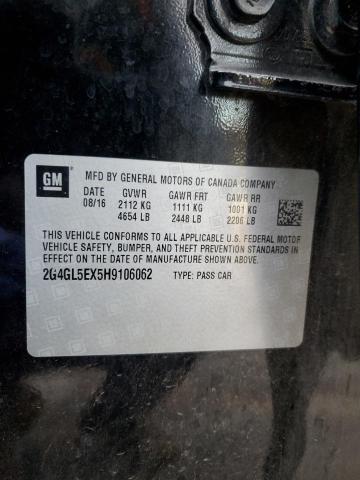 GM
MFD BY GENERAL MOTORS OF CANADA COMPANY
DATE GVWR GAWR FRT GAWR RR
08/16 2112 KG 1111 KG 1001 KG
4654 LB 2448 LB 2206 LB
THIS VEHICLE CONFORMS TO ALL APPLICABLE U.S. FEDERAL MOTOR
VEHICLE SAFETY, BUMPER, AND THEFT PREVENTION STANDARDS
IN EFFECT ON THE DATE OF MANUFACTURE SHOWN ABOVE.
2G4GL5EX5H9106062 TYPE: PASS CAR